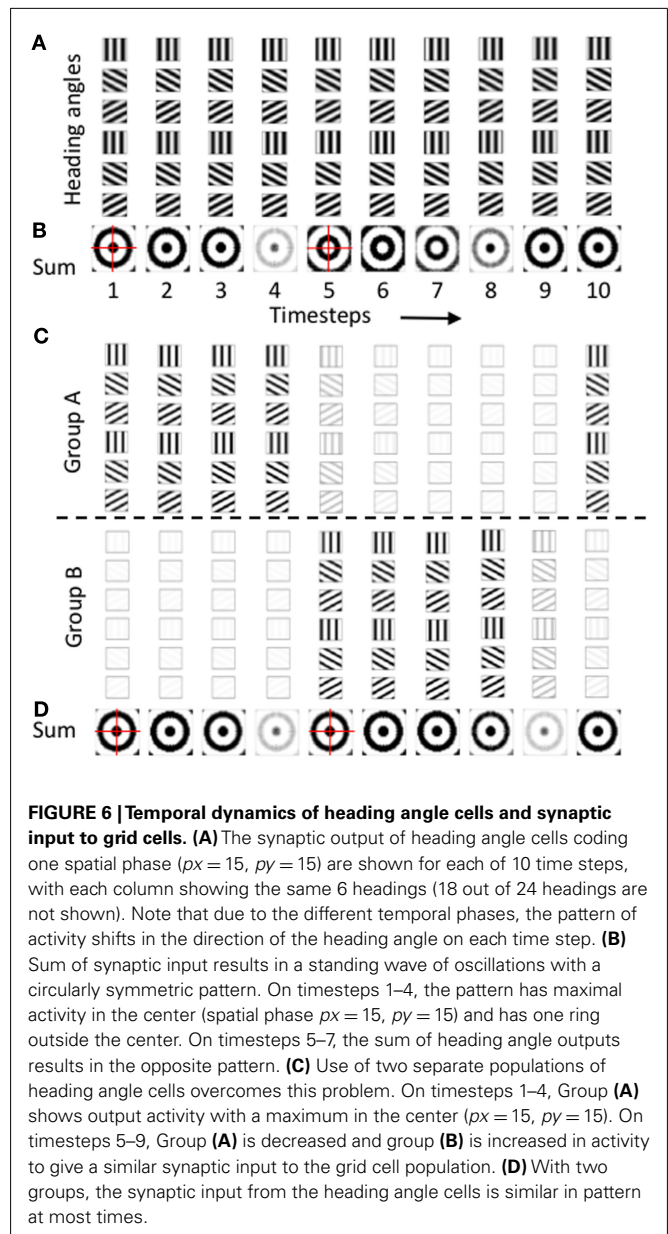 A
Heading angles
B
Sum
1 2 3 4 5 6 7 8 9 10
Timesteps
C
Group A
Group B
D
Sum
FIGURE 6 | Temporal dynamics of heading angle cells and synaptic
input to grid cells. (A) The synaptic output of heading angle cells coding
one spatial phase (px = 15, py = 15) are shown for each of 10 time steps,
with each column showing the same 6 headings (18 out of 24 headings are
not shown). Note that due to the different temporal phases, the pattern of
activity shifts in the direction of the heading angle on each time step. (B)
Sum of synaptic input results in a standing wave of oscillations with a
circularly symmetric pattern. On timesteps 1–4, the pattern has maximal
activity in the center (spatial phase px = 15, py = 15) and has one ring
outside the center. On timesteps 5–7, the sum of heading angle outputs
results in the opposite pattern. (C) Use of two separate populations of
heading angle cells overcomes this problem. On timesteps 1–4, Group (A)
shows output activity with a maximum in the center (px = 15, py = 15). On
timesteps 5–9, Group (A) is decreased and group (B) is increased in activity
to give a similar synaptic input to the grid cell population. (D) With two
groups, the synaptic input from the heading angle cells is similar in pattern
at most times.